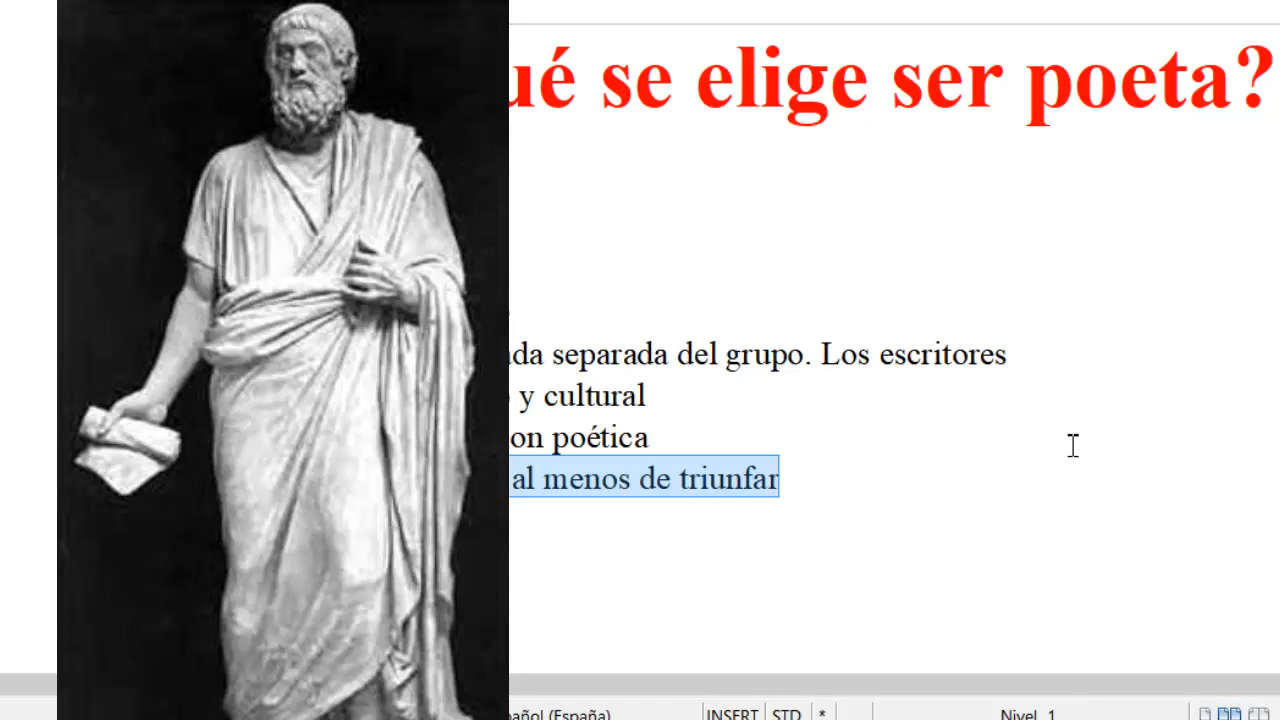 ué se elige ser poeta?
da separada del grupo. Los escritores
y cultural
on poética
al menos de triunfar
añol (España) INSERT STD * Nivel 1